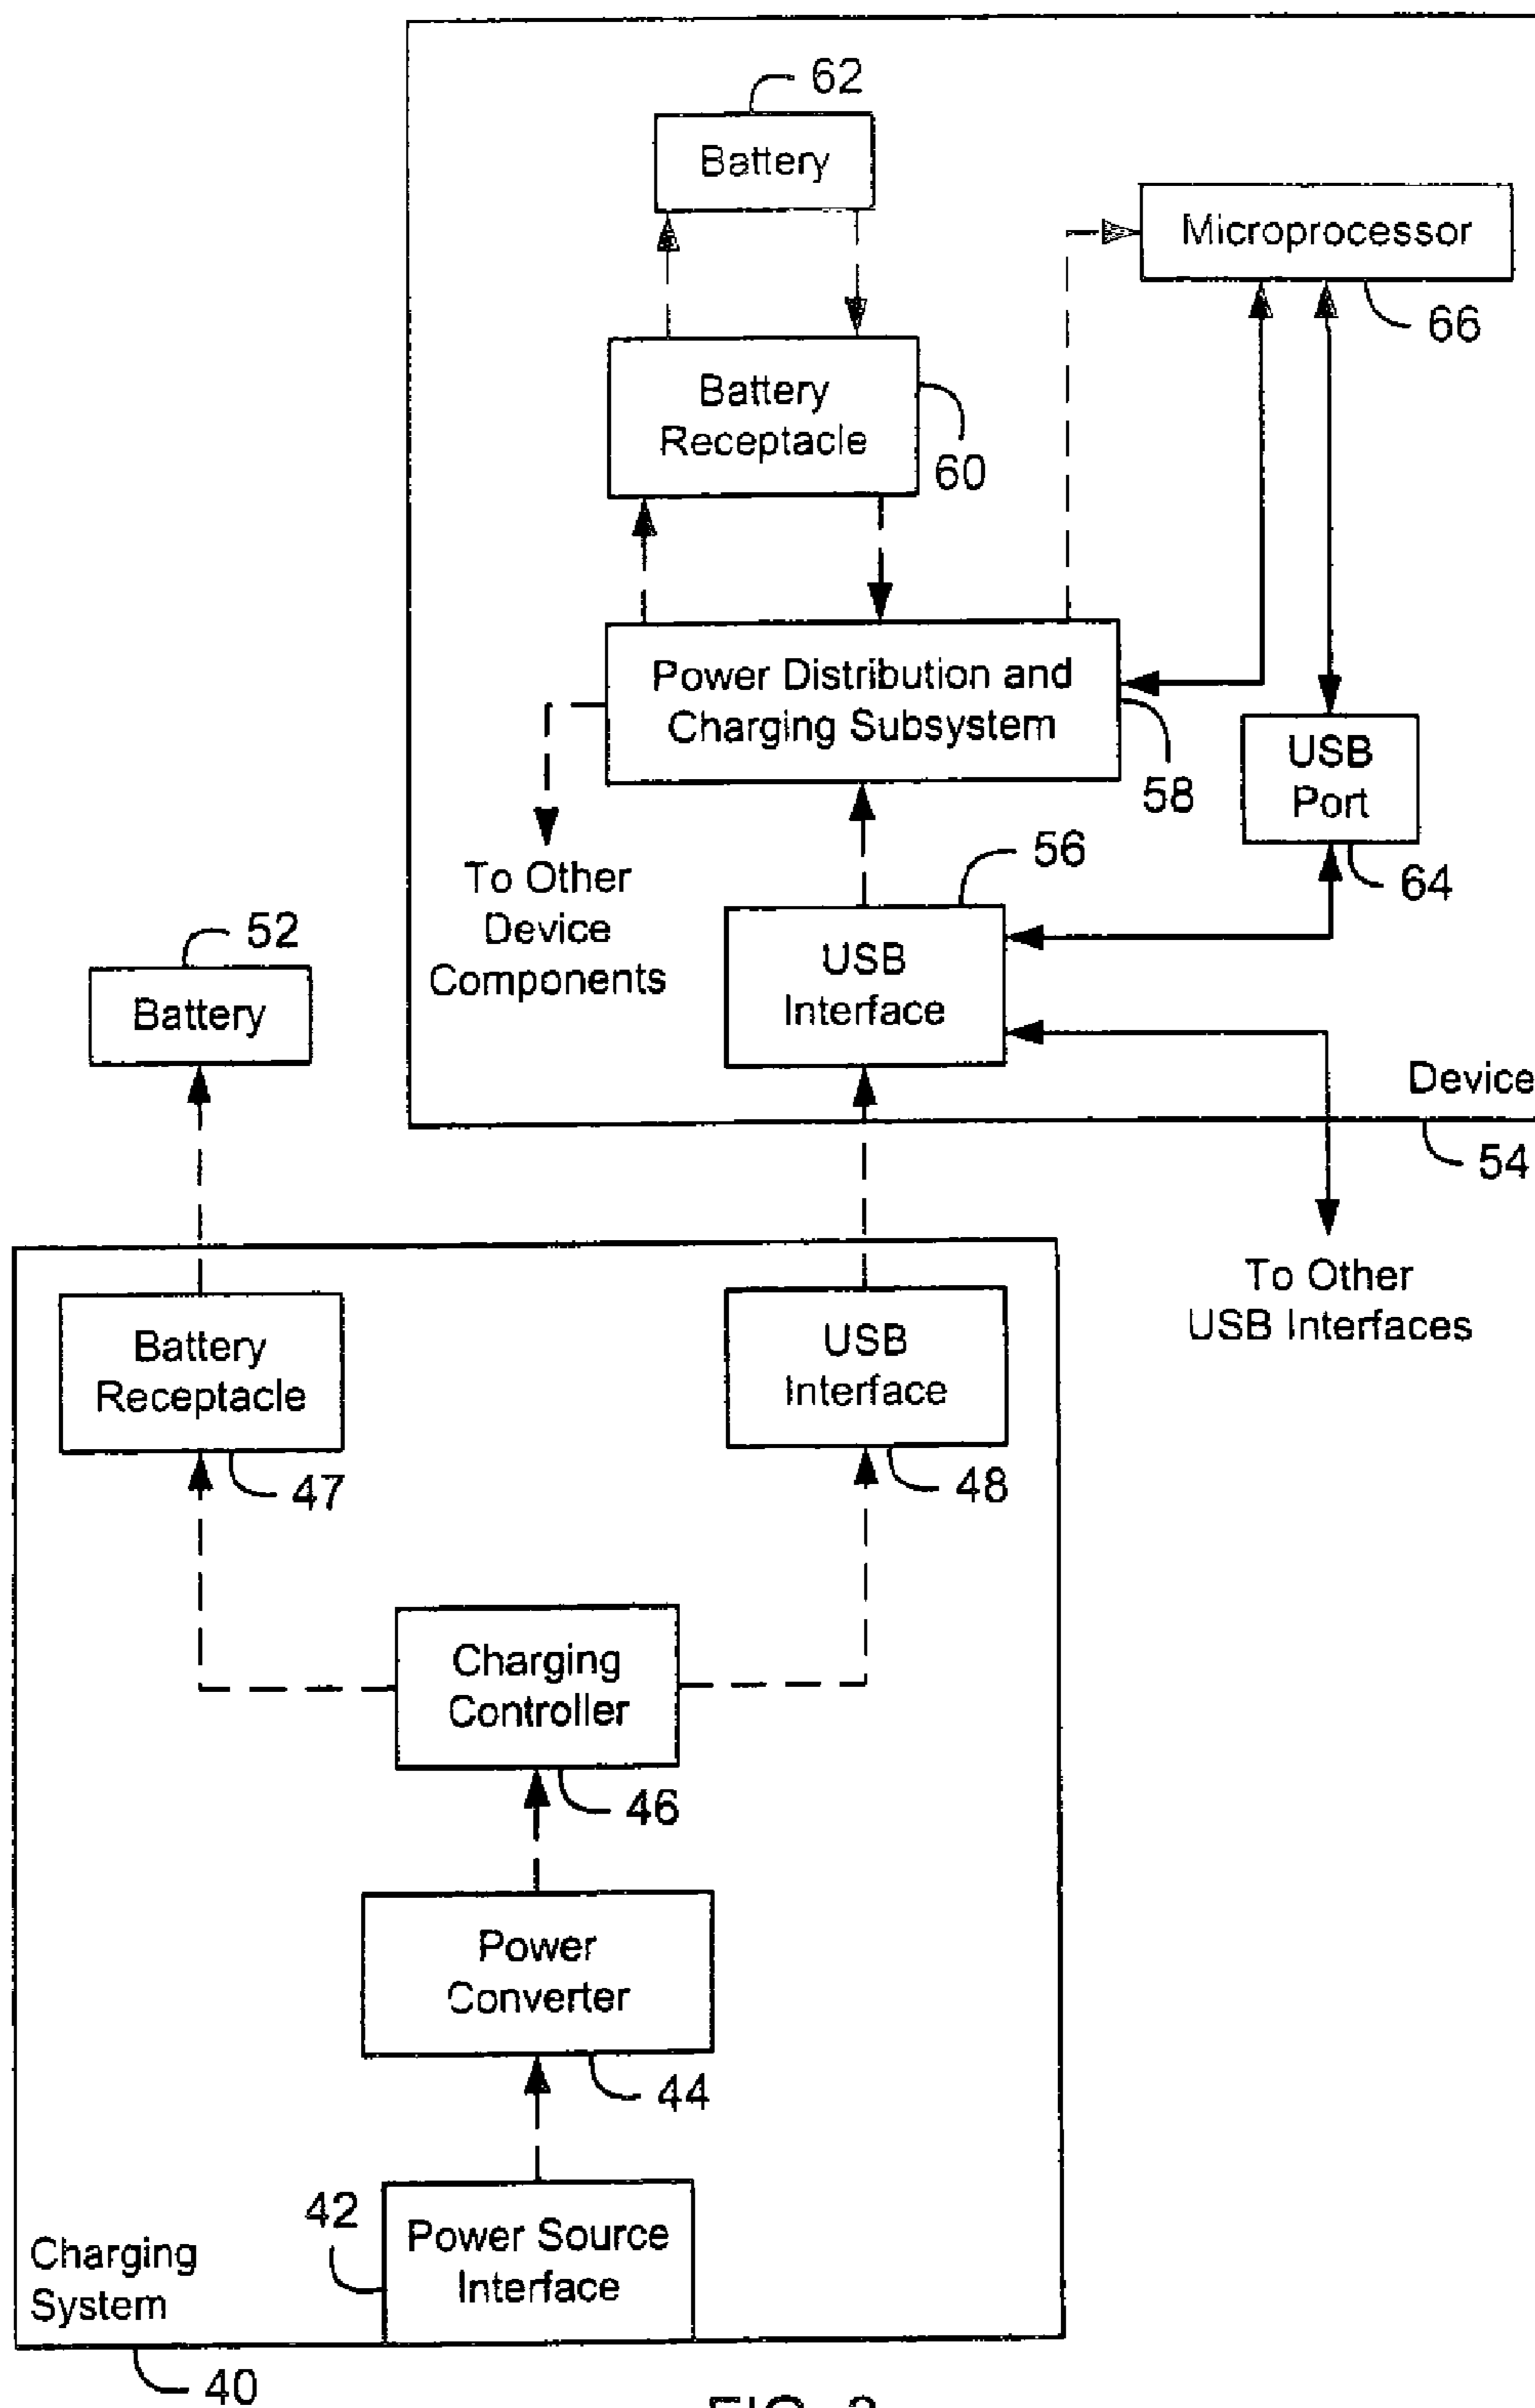 62
Battery
Microprocessor
66
Battery
Receptacle
60
Power Distribution and
Charging Subsystem
58
USB
Port
64
To Other
Device
Components
56
USB
Interface
52
Battery
Device
54
To Other
USB Interfaces
Battery
Receptacle
47
USB
Interface
48
Charging
Controller
46
Power
Converter
44
42
Power Source
Interface
Charging
System
40